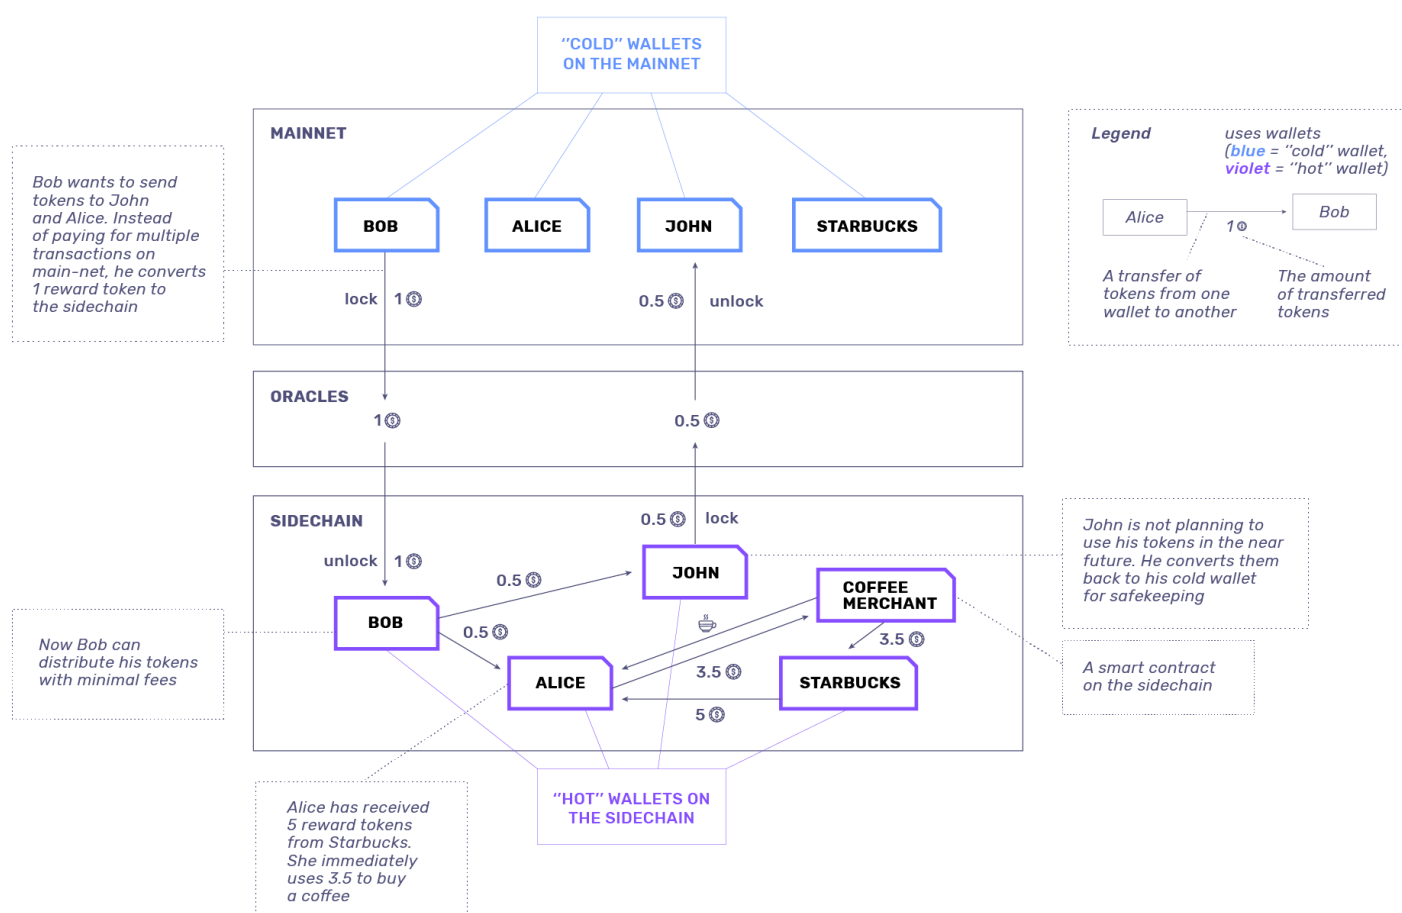 ‘’COLD’’ WALLETS
ON THE MAINNET
MAINNET
BOB
ALICE
JOHN
STARBUCKS
lock
1
0.5
unlock
Bob wants to send
tokens to John
and Alice. Instead
of paying for multiple
transactions on
main-net, he converts
1 reward token to
the sidechain
Legend
uses wallets
(blue = ‘’cold’’ wallet,
violet = ‘’hot’’ wallet)
Alice
Bob
1
A transfer of
tokens from one
wallet to another
The amount
of transferred
tokens
ORACLES
1
0.5
SIDECHAIN
0.5
lock
unlock
1
JOHN
0.5
BOB
0.5
COFFEE
MERCHANT
3.5
3.5
ALICE
STARBUCKS
5
John is not planning to
use his tokens in the near
future. He converts them
back to his cold wallet
for safekeeping
Now Bob can
distribute his tokens
with minimal fees
A smart contract
on the sidechain
‘’HOT’’ WALLETS ON
THE SIDECHAIN
Alice has received
5 reward tokens
from Starbucks.
She immediately
uses 3.5 to buy
a coffee